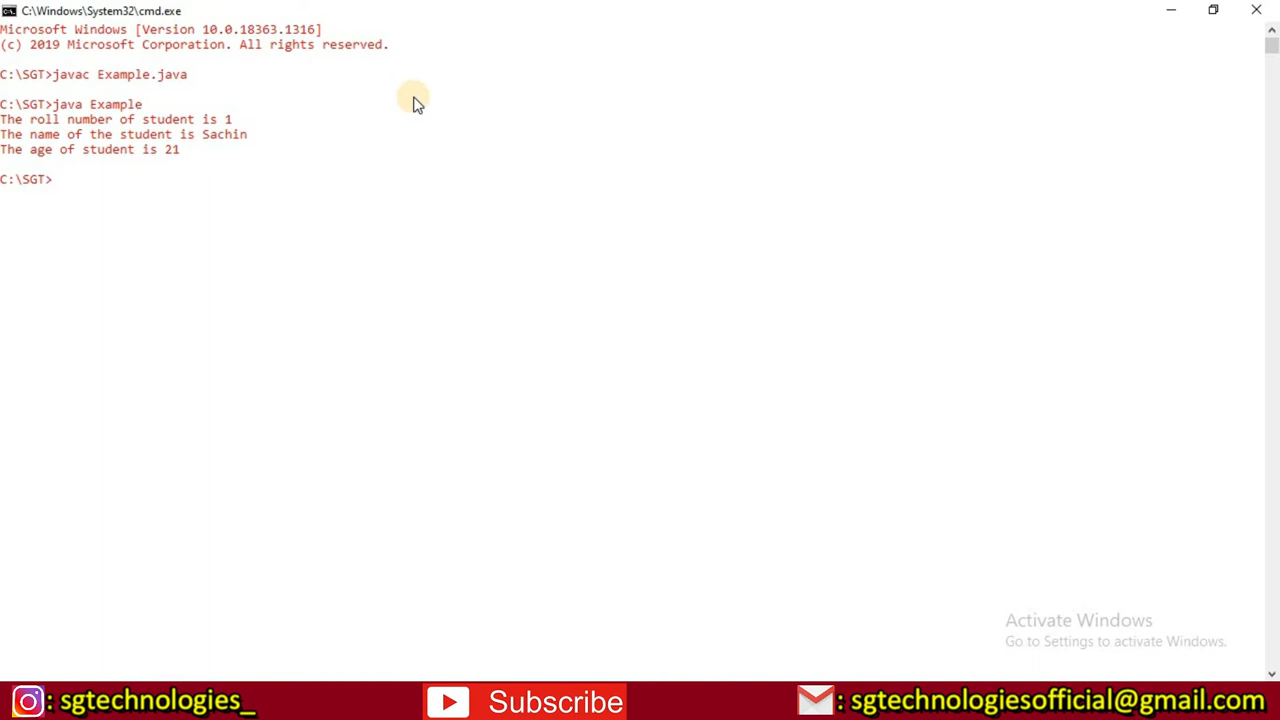 C:\Windows\System32\cmd.exe
Microsoft Windows [Version 10.0.18363.1316]
(c) 2019 Microsoft Corporation. All rights reserved.
C:\SGT>javac Example.java
C:\SGT>java Example
The roll number of student is 1
The name of the student is Sachin
The age of student is 21
C:\SGT>
Activate Windows
Go to Settings to activate Windows.
: sgtechnologies_
Subscribe
: sgtechnologiesofficial@gmail.com